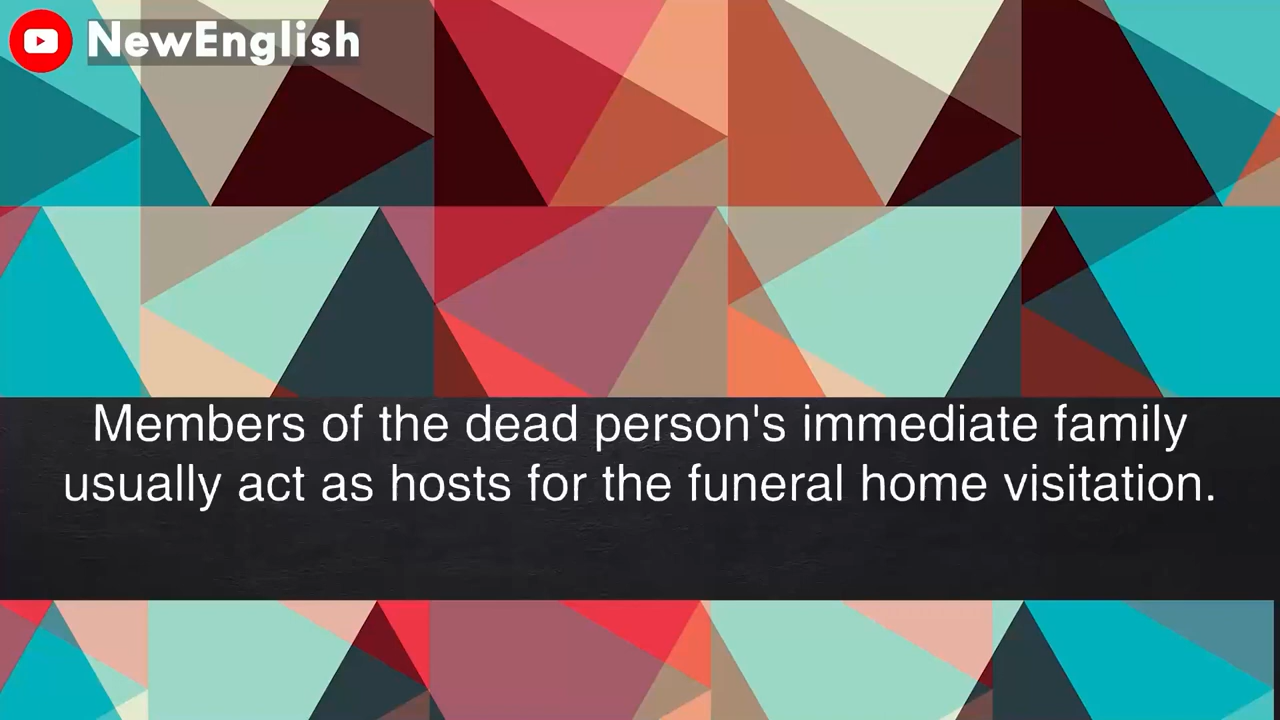 NewEnglish
Members of the dead person's immediate family
usually act as hosts for the funeral home visitation.